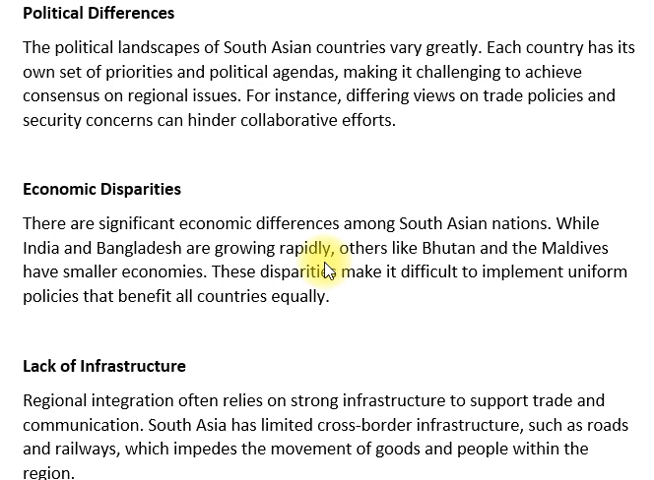 Political Differences
The political landscapes of South Asian countries vary greatly. Each country has its
own set of priorities and political agendas, making it challenging to achieve
consensus on regional issues. For instance, differing views on trade policies and
security concerns can hinder collaborative efforts.
Economic Disparities
There are significant economic differences among South Asian nations. While
India and Bangladesh are growing rapidly, others like Bhutan and the Maldives
have smaller economies. These disparities make it difficult to implement uniform
policies that benefit all countries equally.
Lack of Infrastructure
Regional integration often relies on strong infrastructure to support trade and
communication. South Asia has limited cross-border infrastructure, such as roads
and railways, which impedes the movement of goods and people within the
region.